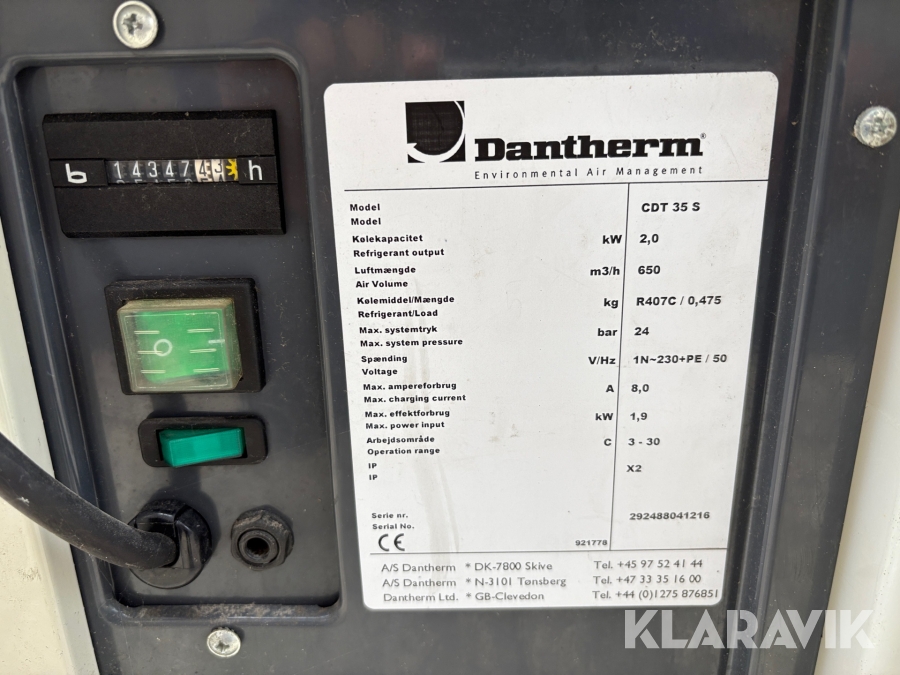 b 1434743 h
Dantherm®
Environmental Air Management
Model CDT 35 S
Model
Kølekapacitet kW 2,0
Refrigerant output
Luftmængde m3/h 650
Air Volume
Kølemiddel/Mængde kg R407C / 0,475
Refrigerant/Load
Max. systemtryk bar 24
Max. system pressure
Spænding V/Hz 1N~230+PE / 50
Voltage
Max. ampereforbrug A 8,0
Max. charging current
Max. effektforbrug kW 1,9
Max. power input
Arbejdsområde C 3 - 30
Operation range
IP X2
IP
Serie nr. 292488041216
Serial No.
CE 921778
A/S Dantherm * DK-7800 Skive Tel. +45 97 52 41 44
A/S Dantherm * N-3101 Tønsberg Tel. +47 33 35 16 00
Dantherm Ltd. * GB-Clevedon Tel. +44 (0)1275 876851
KLARAVIK